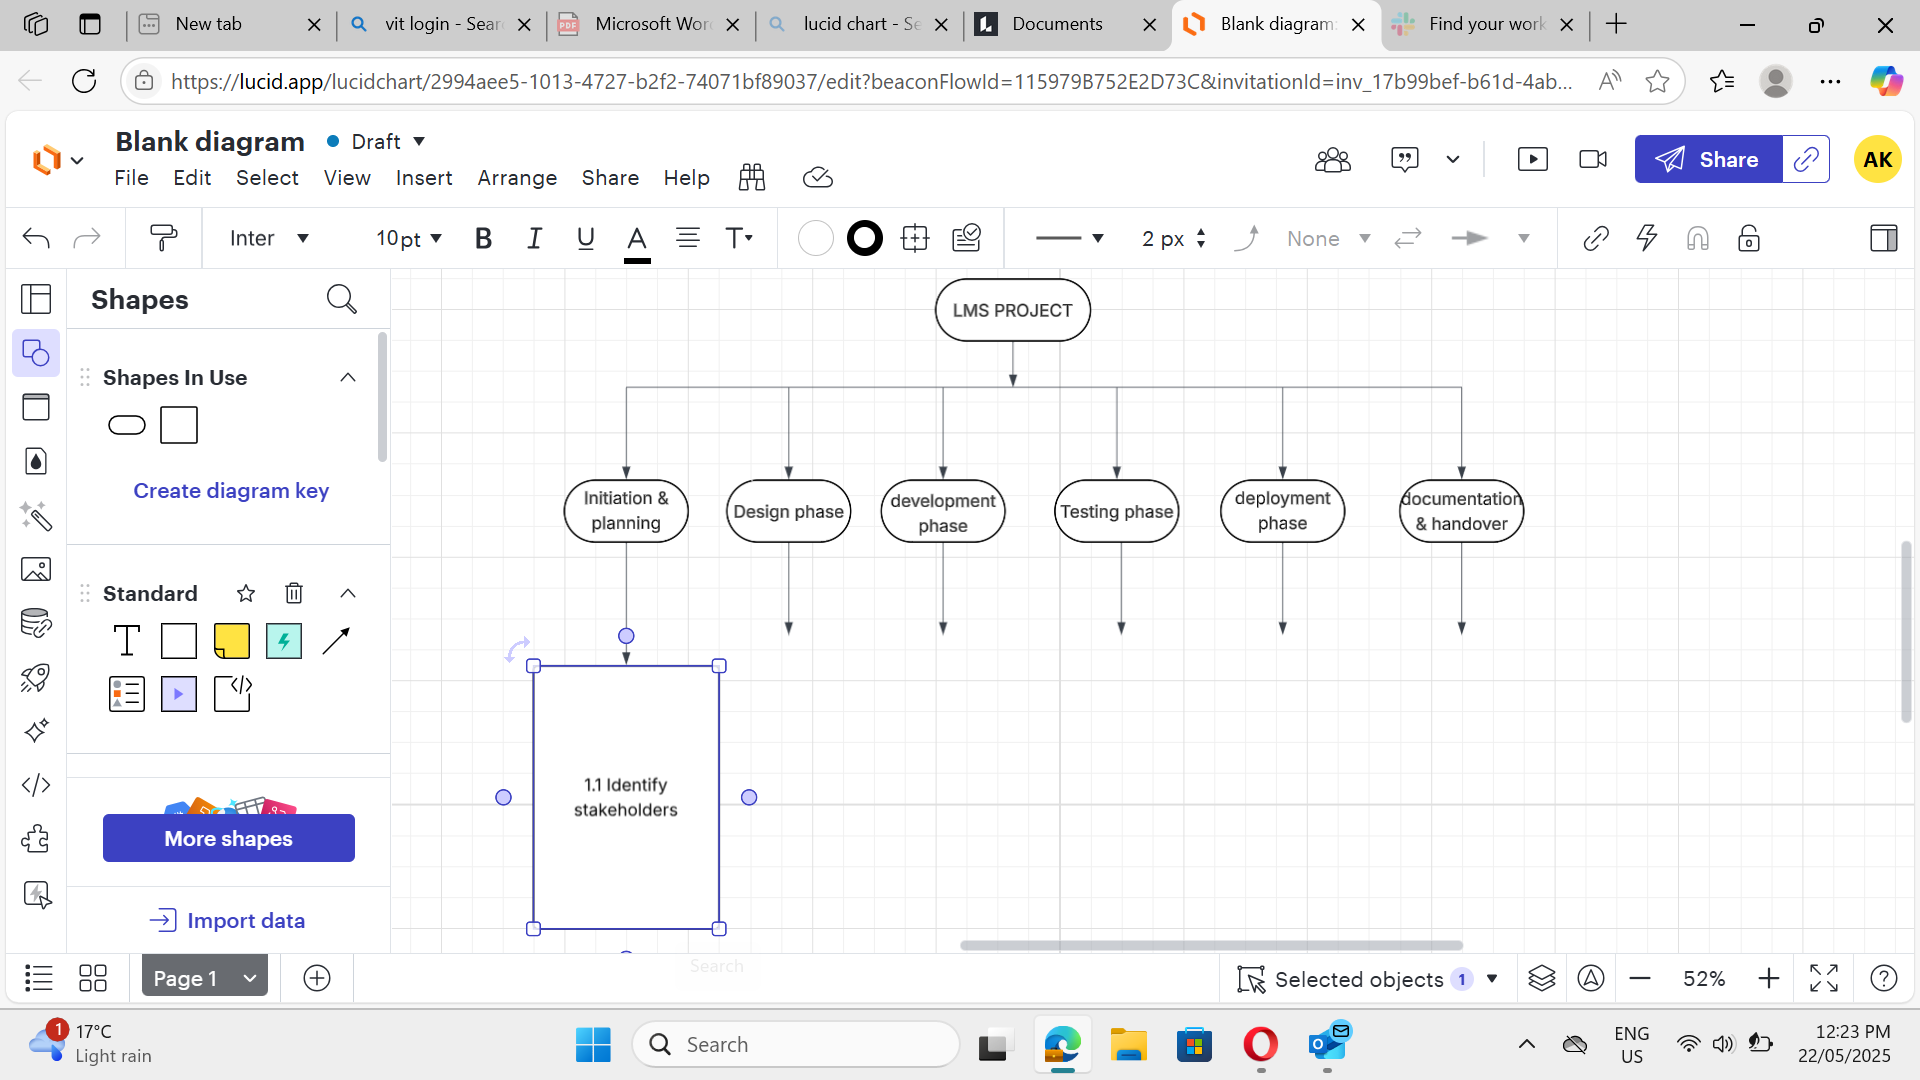 New tab
vit login - Sear
Microsoft Wor
lucid chart - Se
Documents
Blank diagram:
Find your work
https://lucid.app/lucidchart/2994aee5-1013-4727-b2f2-74071bf89037/edit?beaconFlowId=115979B752E2D73C&invitationId=inv_17b99bef-b61d-4ab...
Blank diagram
Draft
File Edit Select View Insert Arrange Share Help
Share
AK
Inter
10pt
B I U A T
2 px
None
Shapes
Shapes In Use
Create diagram key
Standard
T
More shapes
Import data
LMS PROJECT
Initiation &
planning
Design phase
development
phase
Testing phase
deployment
phase
documentation
& handover
1.1 Identify
stakeholders
Search
Page 1
Selected objects 1
52%
1
17°C
Light rain
Search
ENG
US
12:23 PM
22/05/2025